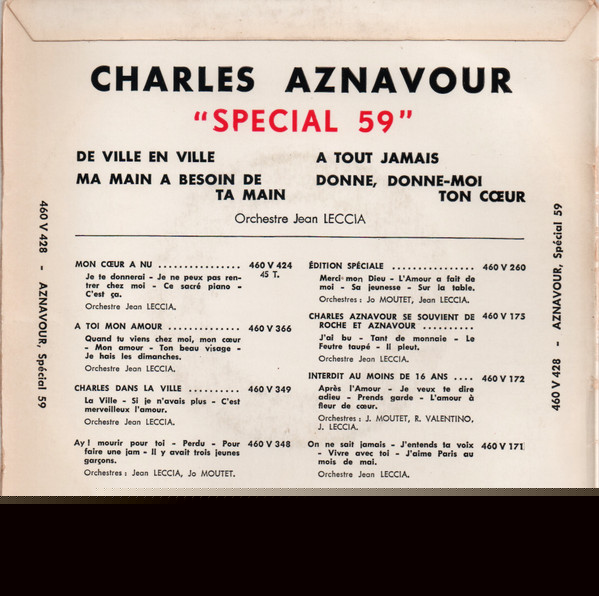 CHARLES AZNAVOUR
"SPECIAL 59"
DE VILLE EN VILLE
MA MAIN A BESOIN DE
TA MAIN
A TOUT JAMAIS
DONNE, DONNE-MOI
TON CŒUR
Orchestre Jean LECCIA
460 V 428 - AZNAVOUR, Spécial 59
MON CŒUR A NU ............... 460 V 424
45 T.
Je te donnerai - Je ne peux pas ren-
trer chez moi - Ce sacré piano -
C'est ça.
Orchestre Jean LECCIA.
A TOI MON AMOUR ............ 460 V 366
Quand tu viens chez moi, mon cœur
- Mon amour - Ton beau visage -
Je hais les dimanches.
Orchestre Jean LECCIA.
CHARLES DANS LA VILLE ....... 460 V 349
La Ville - Si je n'avais plus - C'est
merveilleux l'amour.
Orchestre Jean LECCIA.
Ay ! mourir pour toi - Perdu - Pour 460 V 348
faire une jam - Il y avait trois jeunes
garçons.
Orchestres : Jean LECCIA, Jo MOUTET.
ÉDITION SPÉCIALE ............... 460 V 260
Merci mon Dieu - L'Amour a fait de
moi - Sa jeunesse - Sur la table.
Orchestres : Jo MOUTET, Jean LECCIA.
CHARLES AZNAVOUR SE SOUVIENT DE 460 V 175
ROCHE ET AZNAVOUR ..........
J'ai bu - Tant de monnaie - Le
Feutre taupé - Il pleut.
Orchestre Jean LECCIA.
INTERDIT AU MOINS DE 16 ANS .... 460 V 172
Après l'Amour - Je veux te dire
adieu - Prends garde - L'amour à
fleur de cœur.
Orchestres : J. MOUTET, R. VALENTINO,
J. LECCIA.
On ne sait jamais - J'entends ta voix 460 V 171
- Vivre avec toi - J'aime Paris au
mois de mai.
Orchestre Jean LECCIA.
460 V 428 - AZNAVOUR, Spécial 59